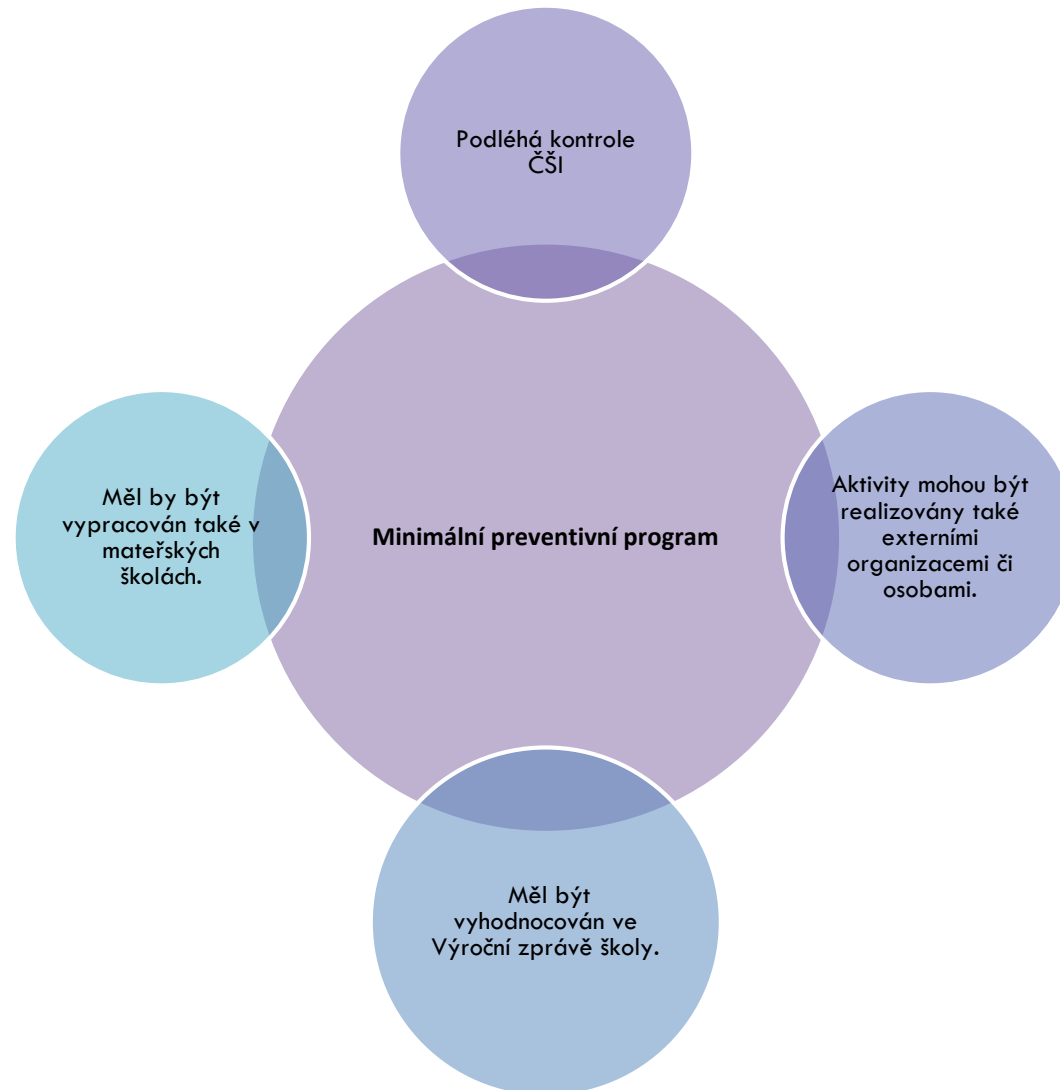 Podléhá kontrole
ČŠI
Měl by být
vypracován také v
mateřských
školách.
Minimální preventivní program
Aktivity mohou být
realizovány také
externími
organizacemi či
osobami.
Měl být
vyhodnocován ve
Výroční zprávě školy.